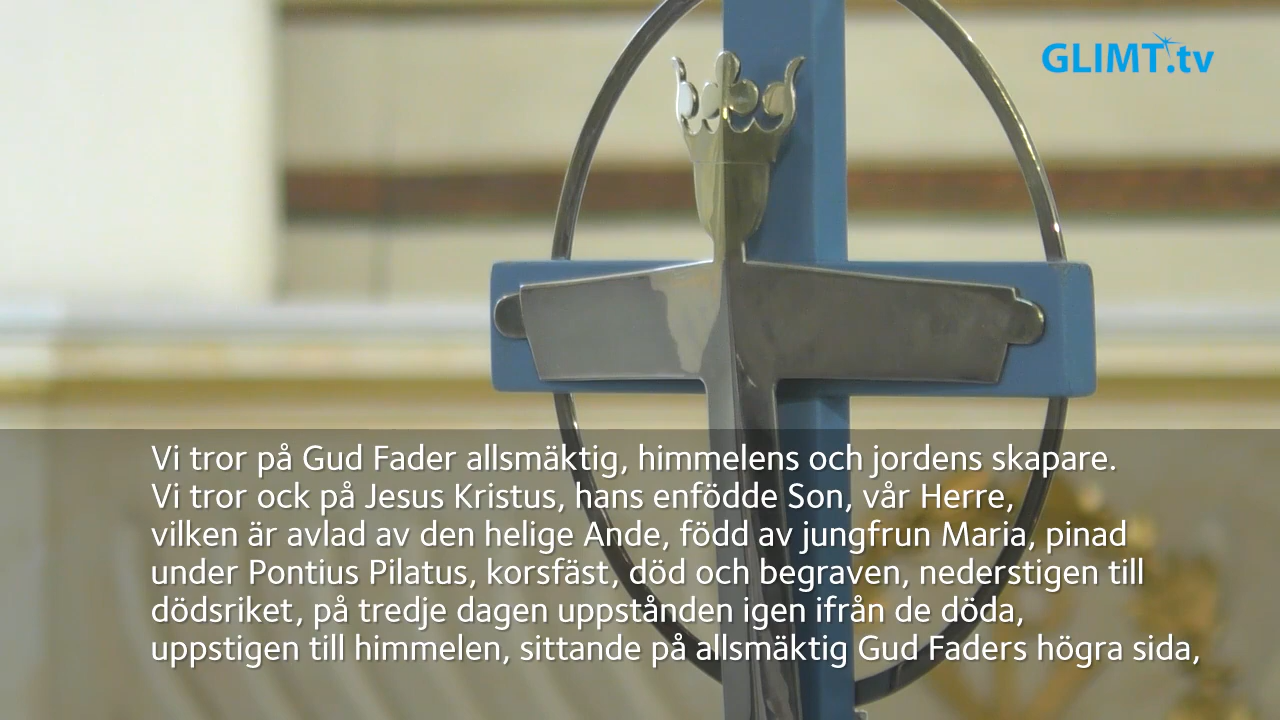 GLIMT.tv
Vi tror på Gud Fader allsmäktig, himmelens och jordens skapare.
Vi tror ock på Jesus Kristus, hans enfödde Son, vår Herre,
vilken är avlad av den helige Ande, född av jungfrun Maria, pinad
under Pontius Pilatus, korsfäst, död och begraven, nederstigen till
dödsriket, på tredje dagen uppstånden igen ifrån de döda,
uppstigen till himmelen, sittande på allsmäktig Gud Faders högra sida,